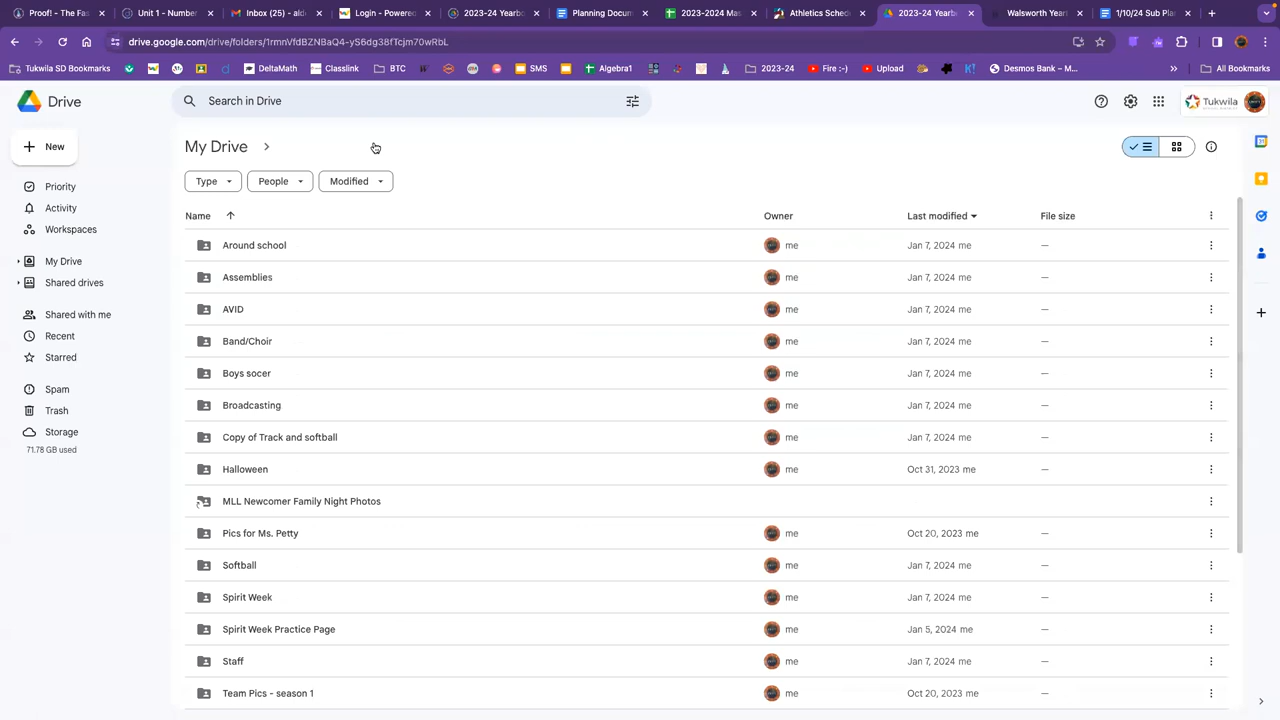 Proof! - The Fas
Unit 1 - Number
Inbox (25) - aldr
Login - Powered
2023-24 Yearbo
Planning Docum
2023-2024 Mas
Athletics Sched
2023-24 Yearbo
Walsworth Year
1/10/24 Sub Plan
drive.google.com/drive/folders/1rmnVfdBZNBaQ4-yS6dg38fTcjm70wRbL
Tukwila SD Bookmarks
DeltaMath
Classlink
BTC
SMS
Algebra1
2023-24
Fire :-)
Upload
K!
Desmos Bank – M...
»
All Bookmarks
Drive
Search in Drive
Tukwila
New
My Drive
Type
People
Modified
Priority
Activity
Workspaces
My Drive
Shared drives
Shared with me
Recent
Starred
Spam
Trash
Storage
71.78 GB used
Name Owner Last modified File size
Around school me Jan 7, 2024 me —
Assemblies me Jan 7, 2024 me —
AVID me Jan 7, 2024 me —
Band/Choir me Jan 7, 2024 me —
Boys socer me Jan 7, 2024 me —
Broadcasting me Jan 7, 2024 me —
Copy of Track and softball me Jan 7, 2024 me —
Halloween me Oct 31, 2023 me —
MLL Newcomer Family Night Photos
Pics for Ms. Petty me Oct 20, 2023 me —
Softball me Jan 7, 2024 me —
Spirit Week me Jan 7, 2024 me —
Spirit Week Practice Page me Jan 5, 2024 me —
Staff me Jan 7, 2024 me —
Team Pics - season 1 me Oct 20, 2023 me —